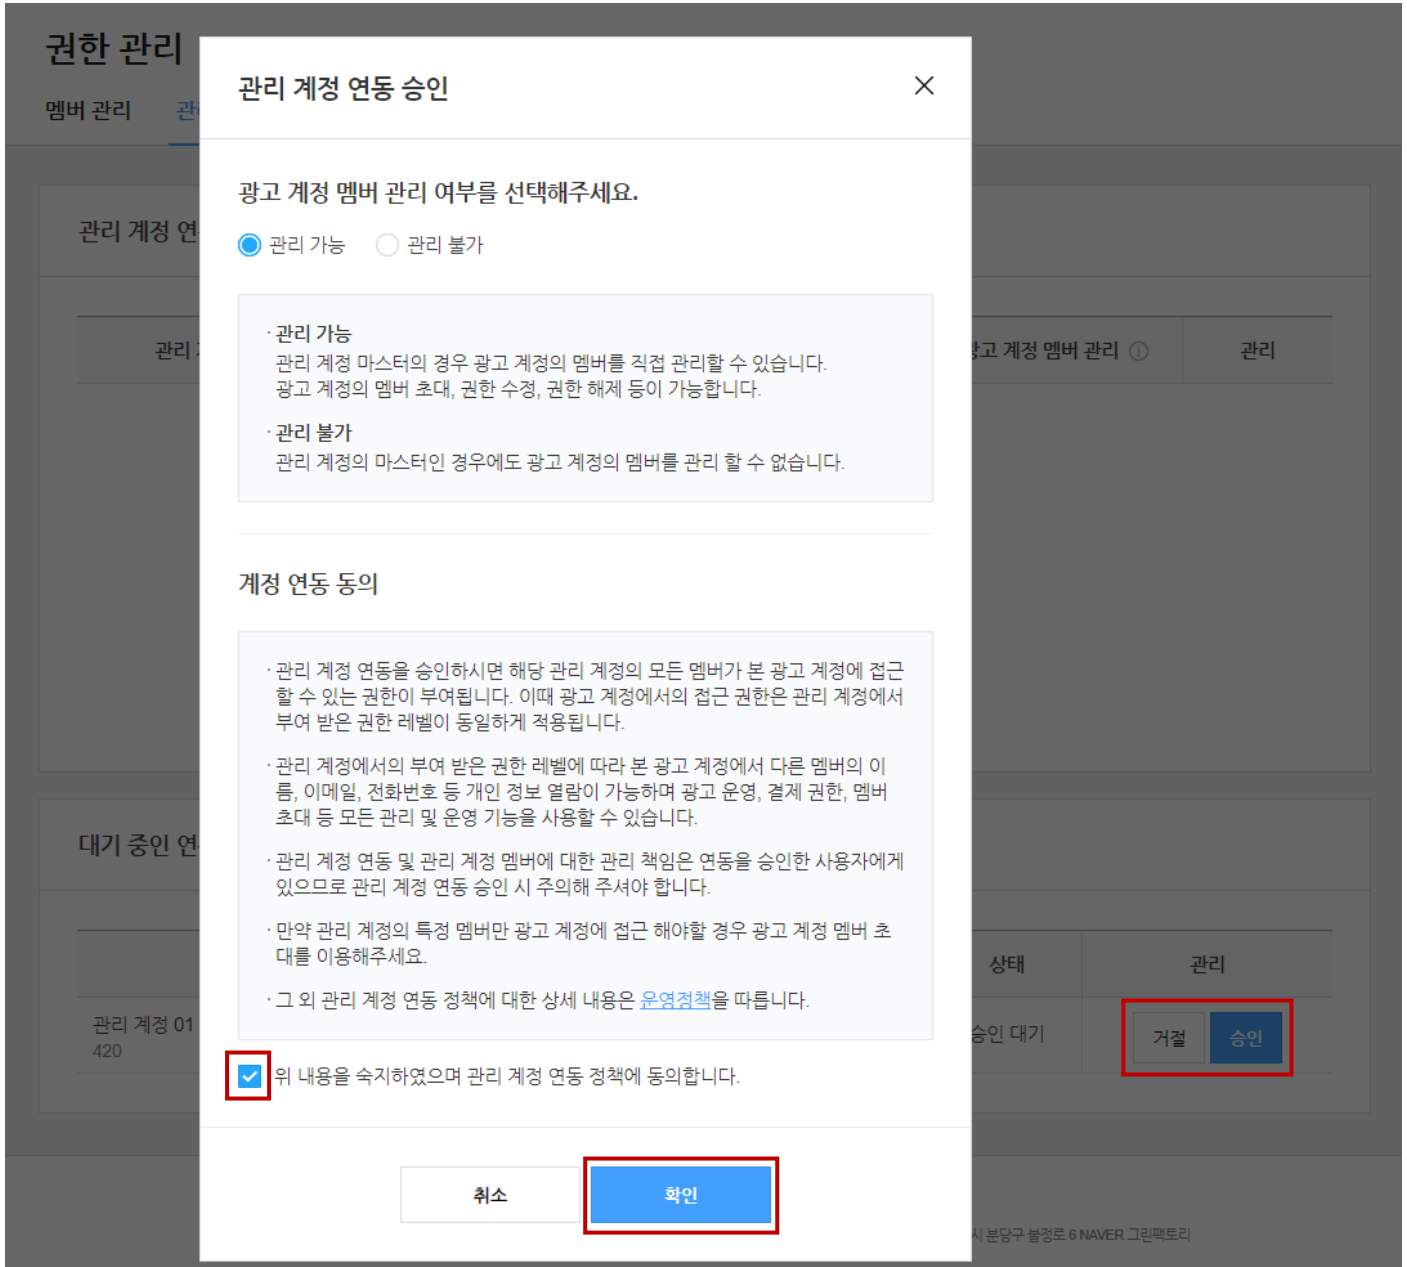 권한 관리
멤버 관리
관리 계정 연동 승인
광고 계정 멤버 관리 여부를 선택해주세요.
관리 계정 연
관리 가능
관리 불가
· 관리 가능
관리 계정 마스터의 경우 광고 계정의 멤버를 직접 관리할 수 있습니다.
광고 계정의 멤버 초대, 권한 수정, 권한 해제 등이 가능합니다.
· 관리 불가
관리 계정의 마스터인 경우에도 광고 계정의 멤버를 관리 할 수 없습니다.
관리
계정 멤버 관리
관리
계정 연동 동의
· 관리 계정 연동을 승인하시면 해당 관리 계정의 모든 멤버가 본 광고 계정에 접근
할 수 있는 권한이 부여됩니다. 이때 광고 계정에서의 접근 권한은 관리 계정에서
부여 받은 권한 레벨이 동일하게 적용됩니다.
· 관리 계정에서의 부여 받은 권한 레벨에 따라 본 광고 계정에서 다른 멤버의 이
름, 이메일, 전화번호 등 개인 정보 열람이 가능하며 광고 운영, 결제 권한, 멤버
초대 등 모든 관리 및 운영 기능을 사용할 수 있습니다.
· 관리 계정 연동 및 관리 계정 멤버에 대한 관리 책임은 연동을 승인한 사용자에게
있으므로 관리 계정 연동 승인 시 주의해 주셔야 합니다.
· 만약 관리 계정의 특정 멤버만 광고 계정에 접근 해야할 경우 광고 계정 멤버 초
대를 이용해주세요.
· 그 외 관리 계정 연동 정책에 대한 상세 내용은 운영정책을 따릅니다.
위 내용을 숙지하였으며 관리 계정 연동 정책에 동의합니다.
취소
확인
대기 중인 연
상태
관리
관리 계정 01
420
승인 대기
거절
승인
시 분당구 불정로 6 NAVER 그린팩토리